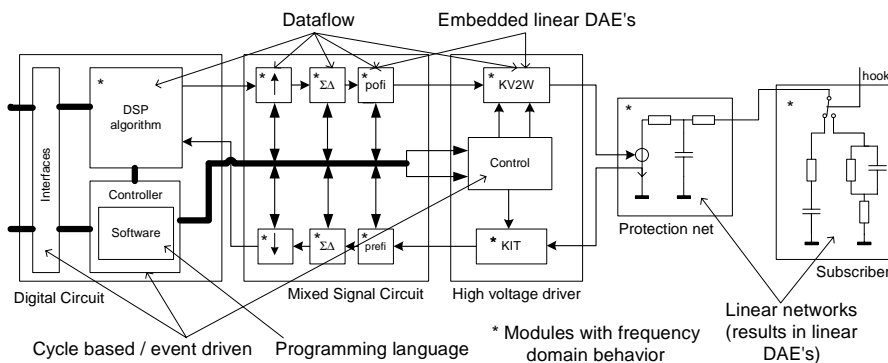 Dataflow
Embedded linear DAE's
hook
*
DSP
algorithm
Interfaces
Controller
Software
*
*
ΣΔ
*
pofi
*
KV2W
Control
*
*
ΣΔ
*
prefi
*
KIT
*
Protection net
*
Subscriber
Digital Circuit
Mixed Signal Circuit
High voltage driver
Cycle based / event driven
Programming language
* Modules with frequency
domain behavior
Linear networks
(results in linear
DAE's)